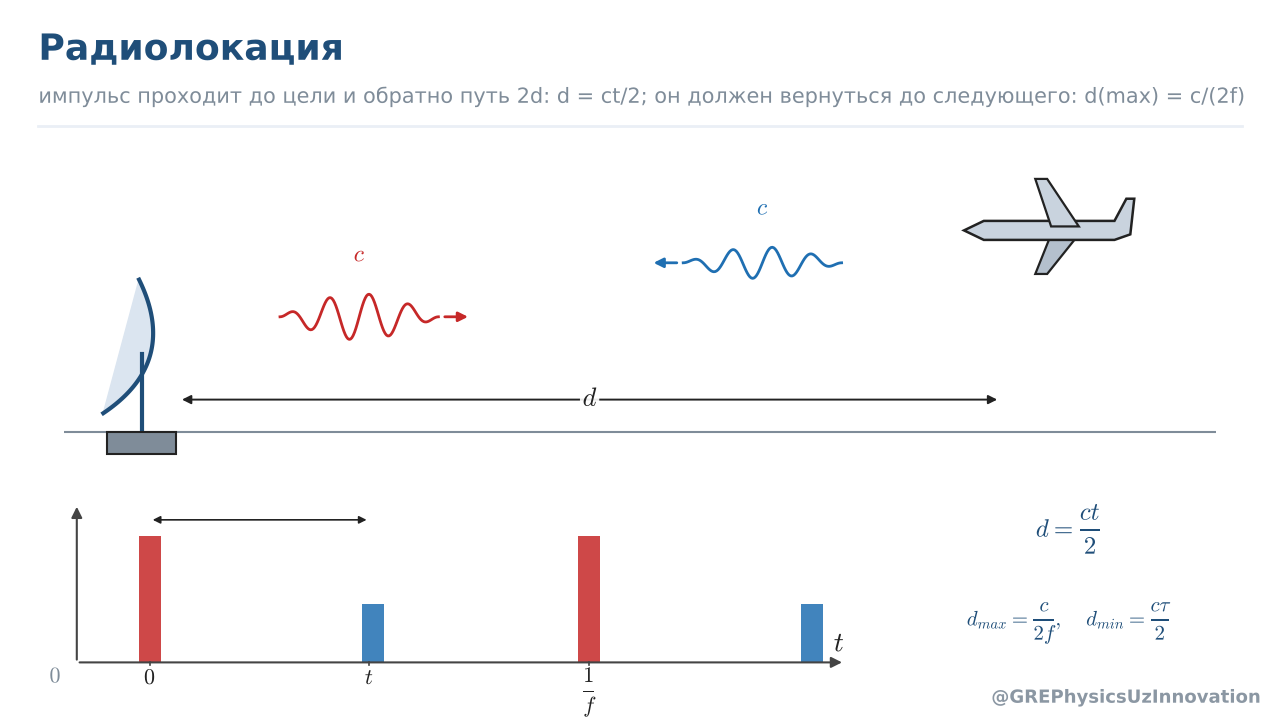 Радиолокация
импульс проходит до цели и обратно путь 2d: d = ct/2; он должен вернуться до следующего: d(max) = c/(2f)
c
c
d
d = ct/2
d_max = c/2f, d_min = cτ/2
t
0
0
t
1/f
@GREPhysicsUzInnovation